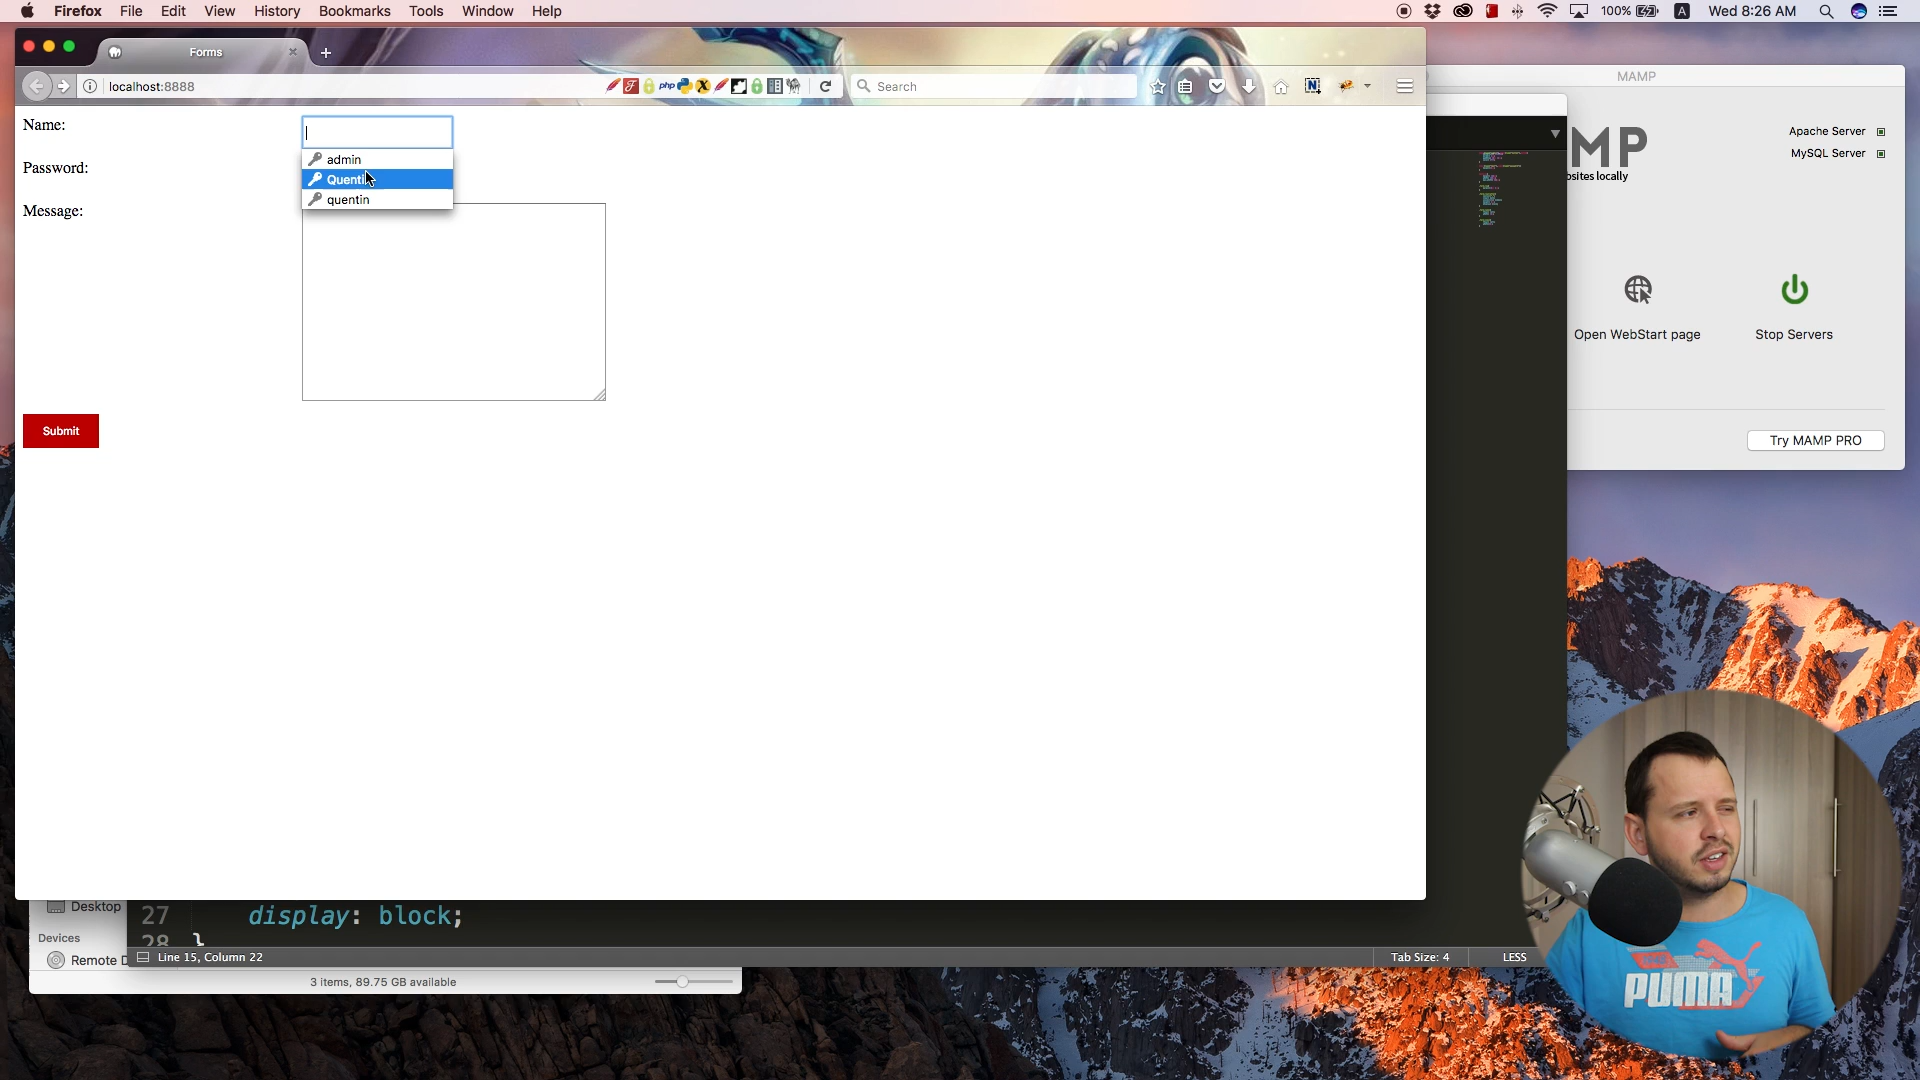 Firefox File Edit View History Bookmarks Tools Window Help 100% A Wed 8:26 AM
Forms
localhost:8888 php Search
MAMP
Name:
Password:
Message:
admin
quentin
Submit
MP
Apache Server
MySQL Server
bsites locally
Open WebStart page Stop Servers
Try MAMP PRO
Desktop
Devices
27 display: block;
28 }
Line 15, Column 22 Tab Size: 4 LESS
3 items, 89.75 GB available
PUMA